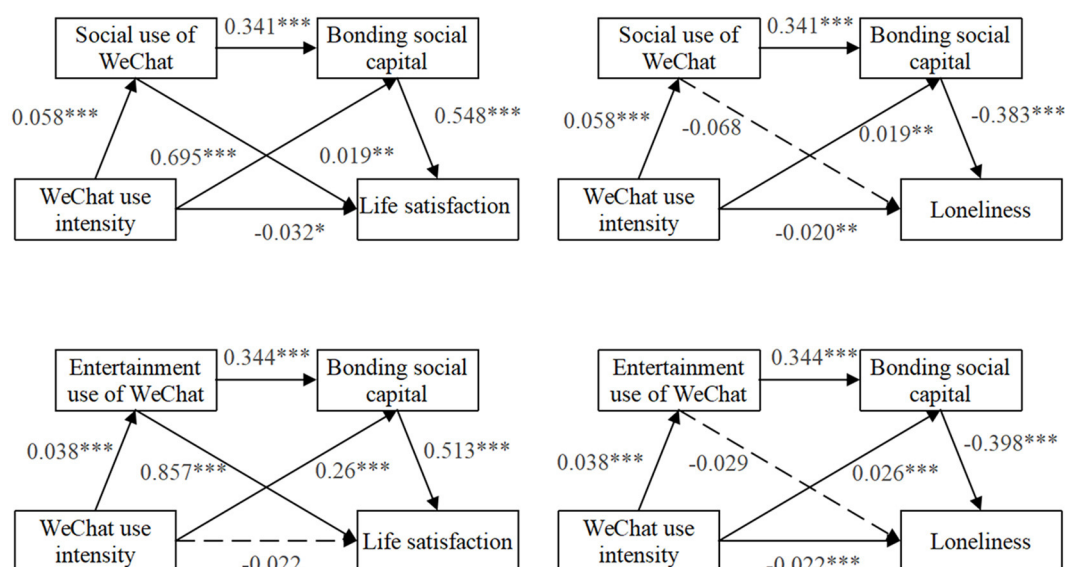 0.341***
Social use of
WeChat
Bonding social
capital
0.058***
0.548***
0.695***
0.019**
WeChat use
intensity
Life satisfaction
-0.032*
0.341***
Social use of
WeChat
Bonding social
capital
0.058***
-0.068
0.019**
-0.383***
WeChat use
intensity
Loneliness
-0.020**
0.344***
Entertainment
use of WeChat
Bonding social
capital
0.038***
0.857***
0.26***
0.513***
WeChat use
intensity
Life satisfaction
-0.022
0.344***
Entertainment
use of WeChat
Bonding social
capital
0.038***
-0.029
0.026***
-0.398***
WeChat use
intensity
Loneliness
-0.022***